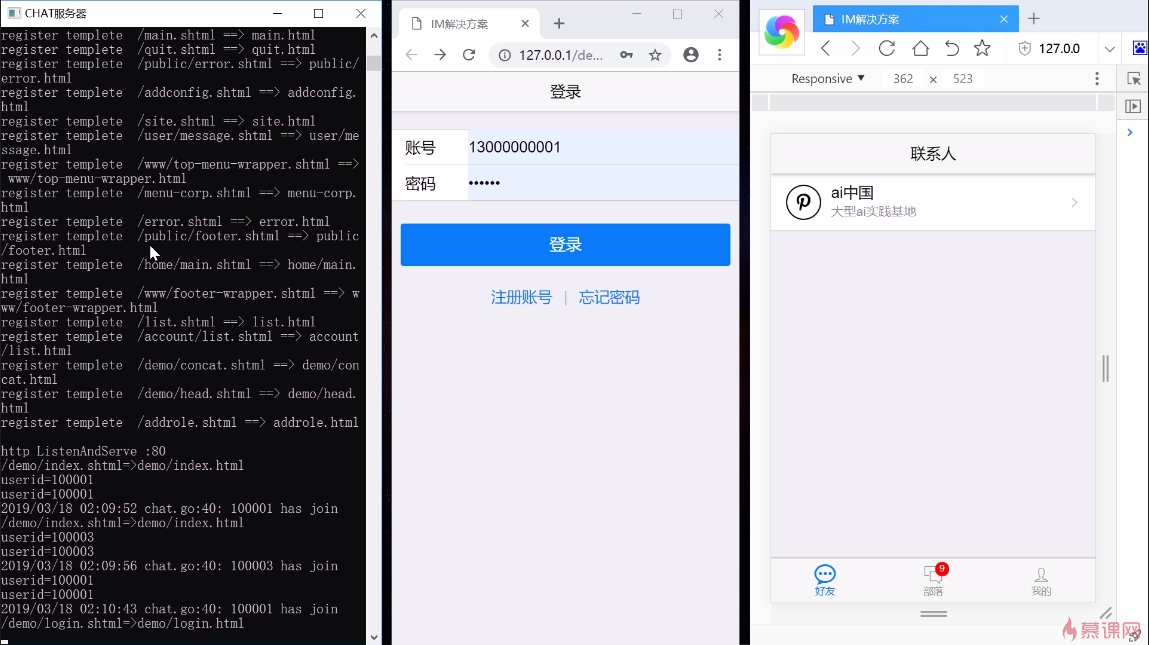 CHAT服务器
register templete  /main.shtml ==> main.html
register templete  /quit.shtml ==> quit.html
register templete  /public/error.shtml ==> public/
error.html
register templete  /addconfig.shtml ==> addconfig.
html
register templete  /site.shtml ==> site.html
register templete  /user/message.shtml ==> user/me
ssage.html
register templete  /www/top-menu-wrapper.shtml ==>
 www/top-menu-wrapper.html
register templete  /menu-corp.shtml ==> menu-corp.
html
register templete  /error.shtml ==> error.html
register templete  /public/footer.shtml ==> public
/footer.html
register templete  /home/main.shtml ==> home/main.
html
register templete  /www/footer-wrapper.shtml ==> w
ww/footer-wrapper.html
register templete  /list.shtml ==> list.html
register templete  /account/list.shtml ==> account
/list.html
register templete  /demo/concat.shtml ==> demo/con
cat.html
register templete  /demo/head.shtml ==> demo/head.
html
register templete  /addrole.shtml ==> addrole.html
http ListenAndServe :80
/demo/index.shtml=>demo/index.html
userid=100001
userid=100001
2019/03/18 02:09:52 chat.go:40: 100001 has join
/demo/index.shtml=>demo/index.html
userid=100003
userid=100003
2019/03/18 02:09:56 chat.go:40: 100003 has join
userid=100001
userid=100001
2019/03/18 02:10:43 chat.go:40: 100001 has join
/demo/login.shtml=>demo/login.html
IM解决方案
127.0.0.1/de...
登录
账号 13000000001
密码 ••••••
登录
注册账号 | 忘记密码
IM解决方案
127.0.0
Responsive ▼ 362 × 523
联系人
ai中国
大型ai实践基地
9
好友 部落 我的
慕课网